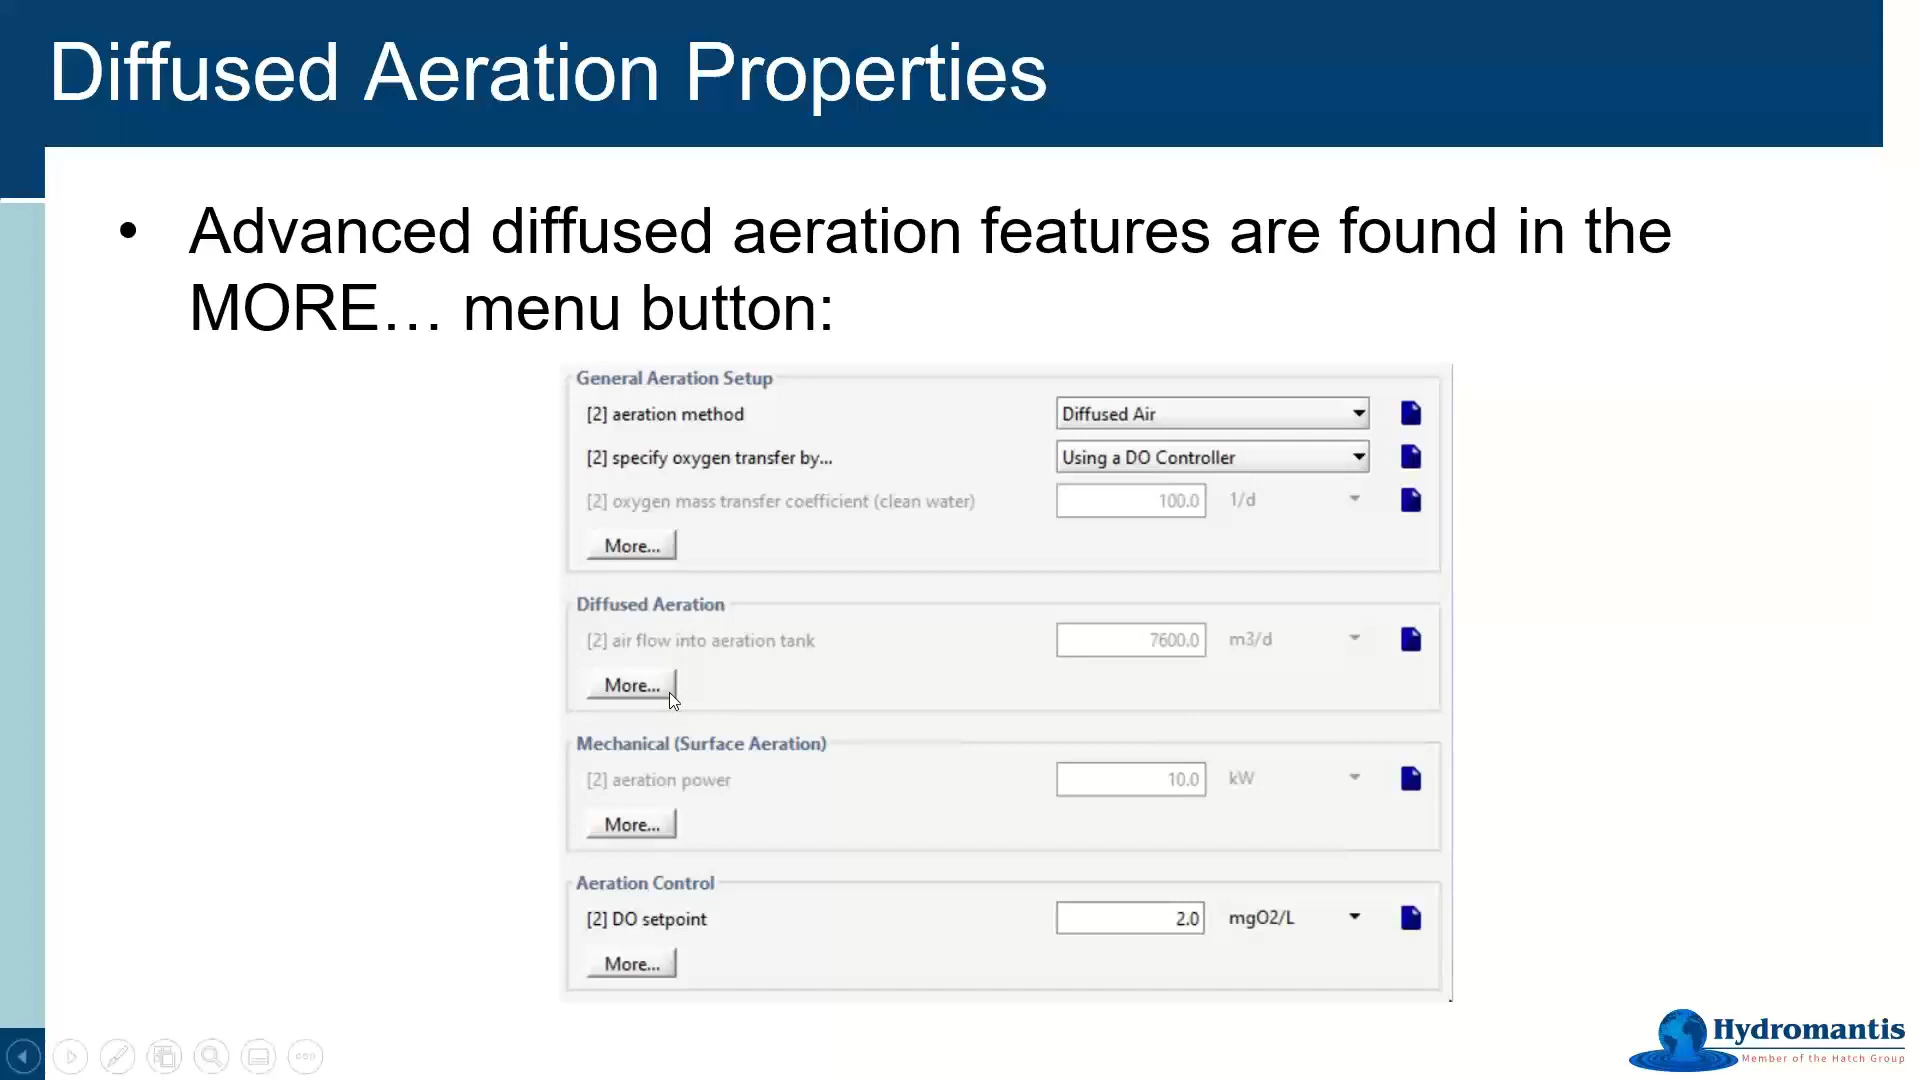 Diffused Aeration Properties
• Advanced diffused aeration features are found in the
MORE… menu button:
General Aeration Setup
[2] aeration method Diffused Air
[2] specify oxygen transfer by... Using a DO Controller
[2] oxygen mass transfer coefficient (clean water) 100.0 1/d
More...
Diffused Aeration
[2] air flow into aeration tank 7600.0 m3/d
More...
Mechanical (Surface Aeration)
[2] aeration power 10.0 kW
More...
Aeration Control
[2] DO setpoint 2.0 mgO2/L
More...
Hydromantis
Member of the Hatch Group